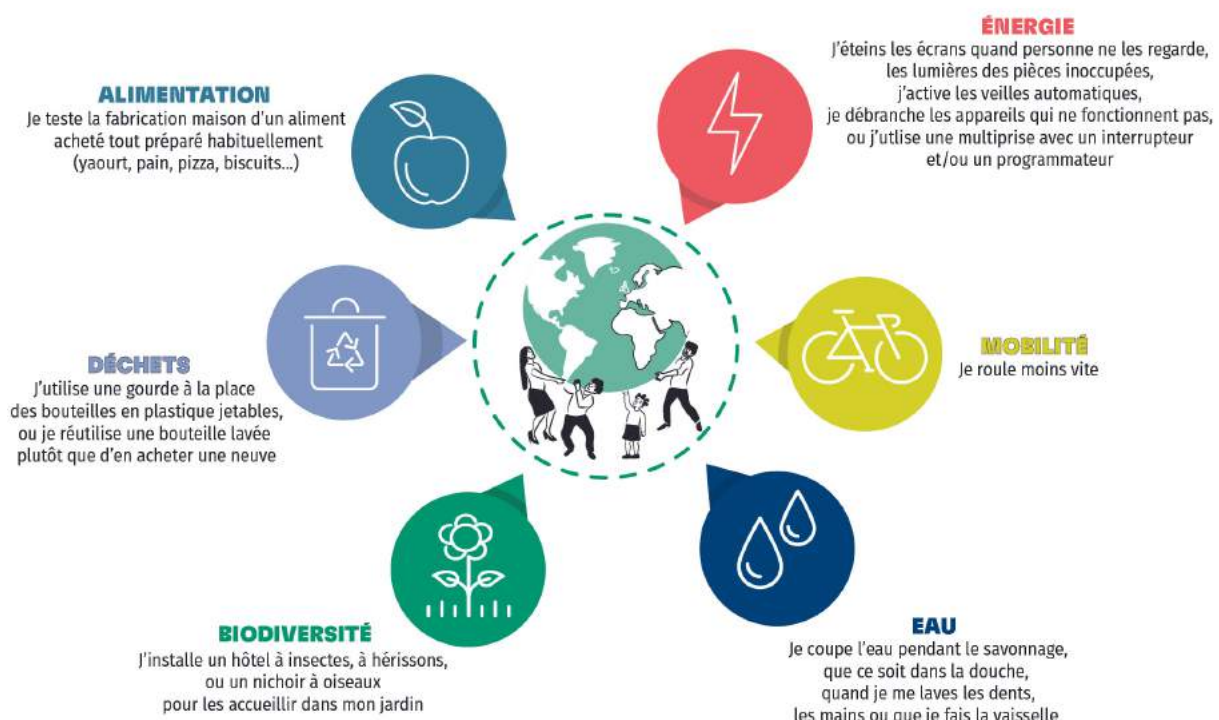 ALIMENTATION
Je teste la fabrication maison d'un aliment
acheté tout préparé habituellement
(yaourt, pain, pizza, biscuits...)
ÉNERGIE
J'éteins les écrans quand personne ne les regarde,
les lumières des pièces inoccupées,
j'active les veilles automatiques,
je débranche les appareils qui ne fonctionnent pas,
ou j'utlise une multiprise avec un interrupteur
et/ou un programmateur
DÉCHETS
J'utilise une gourde à la place
des bouteilles en plastique jetables,
ou je réutilise une bouteille lavée
plutôt que d'en acheter une neuve
MOBILITÉ
Je roule moins vite
BIODIVERSITÉ
J'installe un hôtel à insectes, à hérissons,
ou un nichoir à oiseaux
pour les accueillir dans mon jardin
EAU
Je coupe l'eau pendant le savonnage,
que ce soit dans la douche,
quand je me laves les dents,
les mains ou que je fais la vaisselle